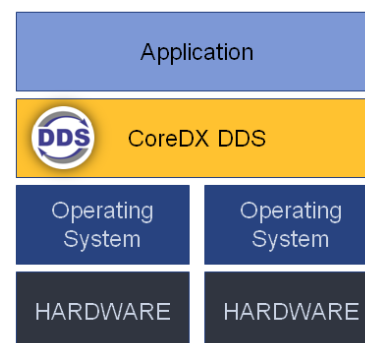 Application
DDS
CoreDX DDS
Operating
System
Operating
System
HARDWARE
HARDWARE